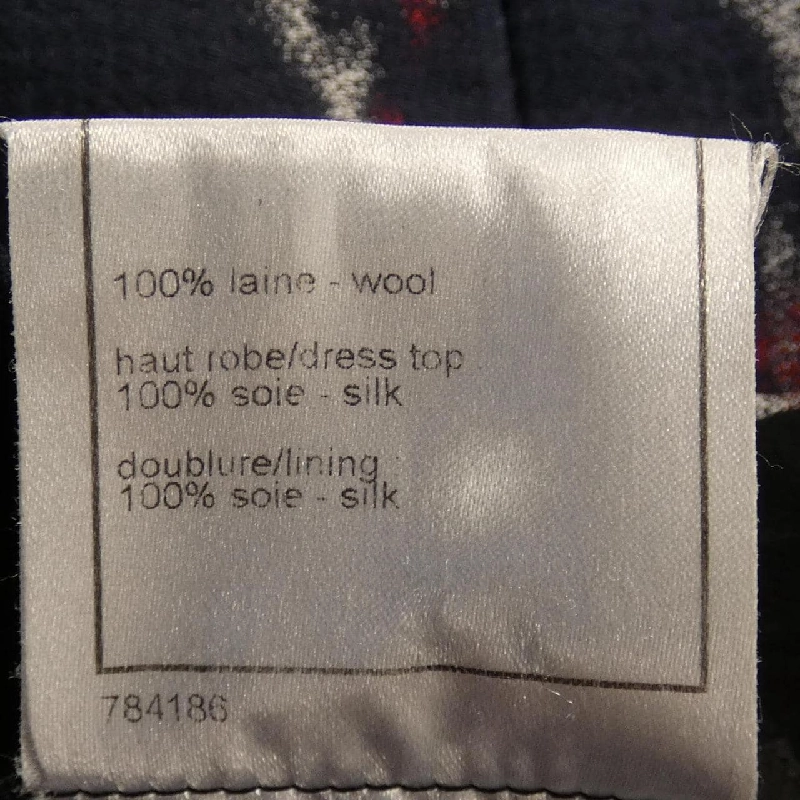 100% laine - wool
haut robe/dress top
100% soie - silk
doublure/lining :
100% soie - silk
784186